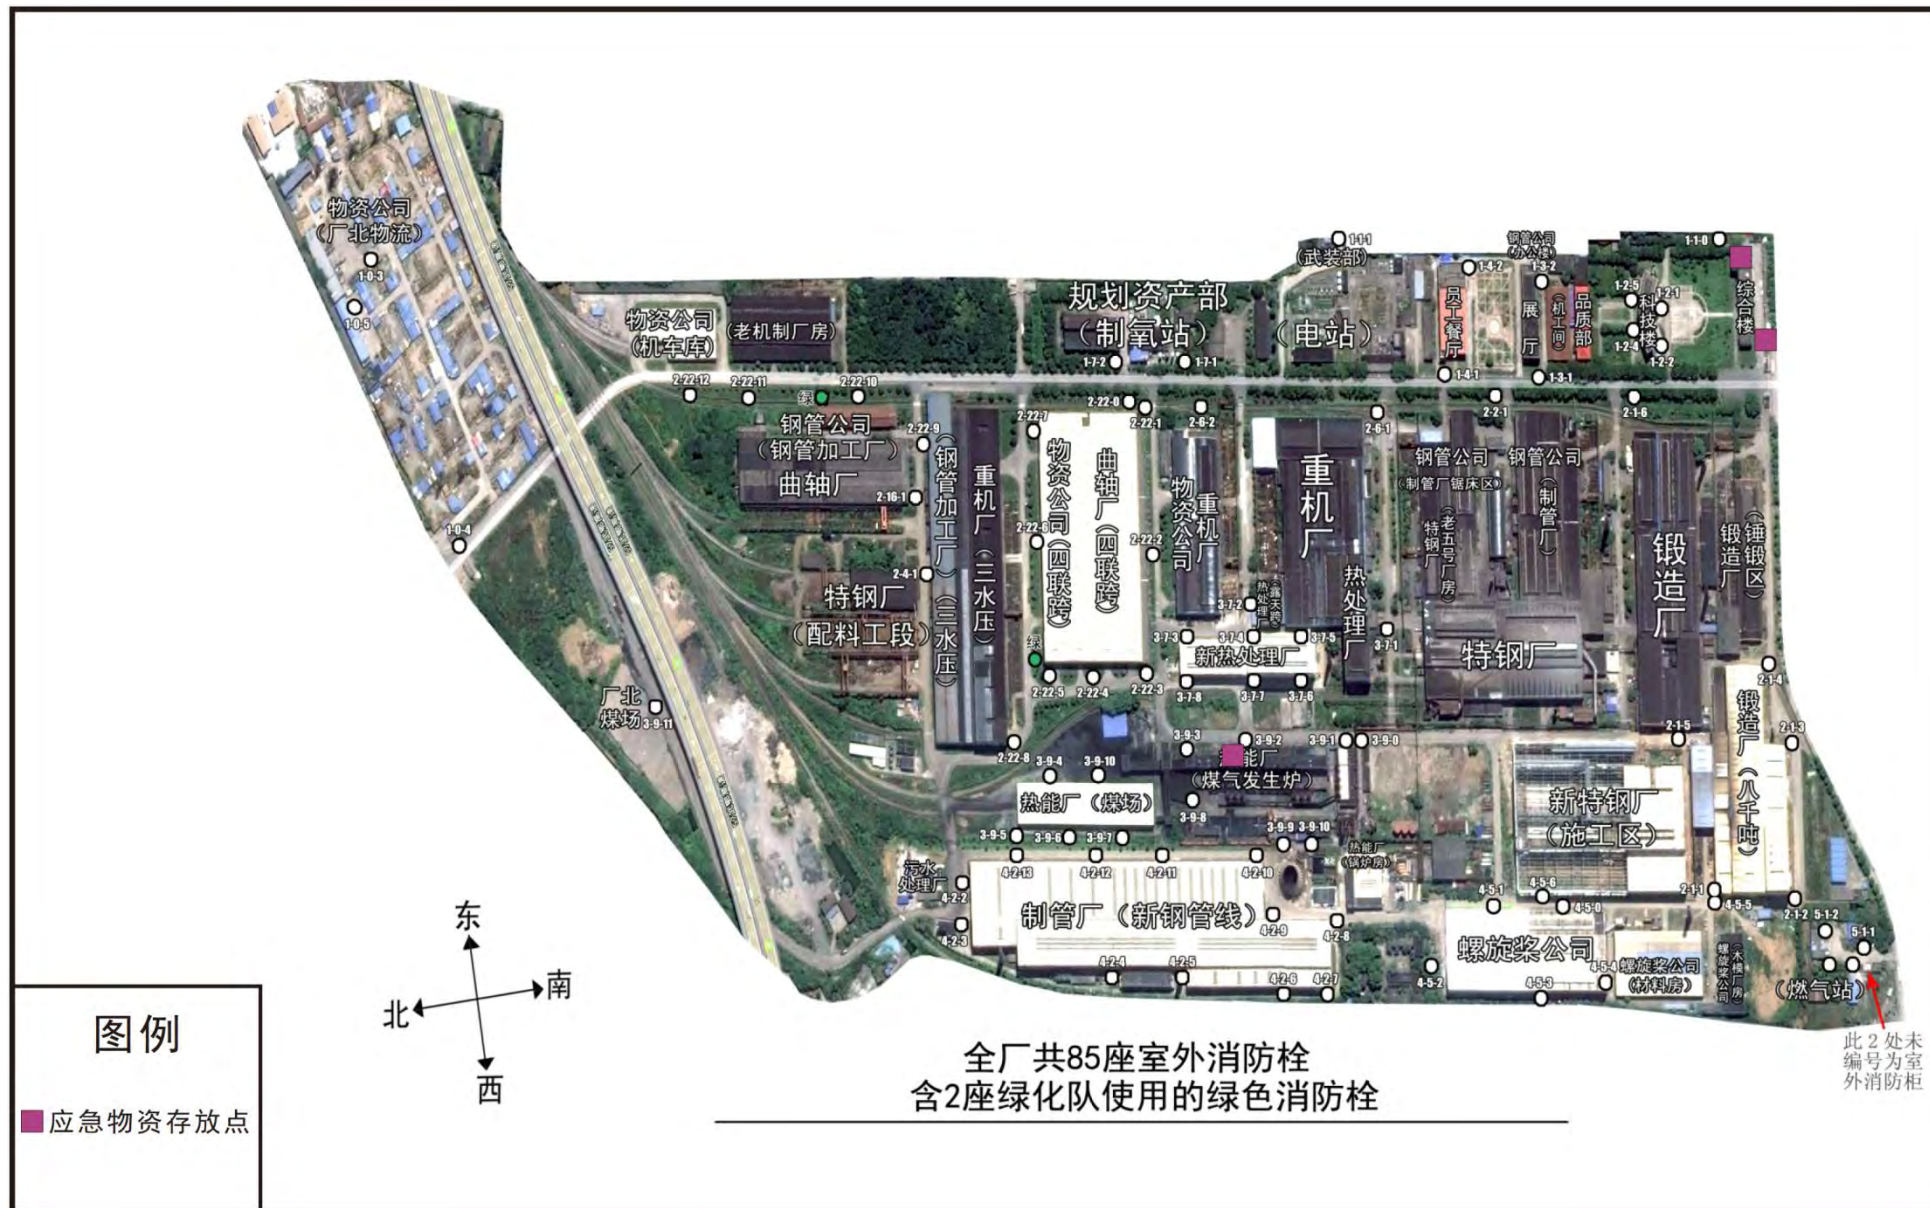 物资公司
（厂北物流）
1-0-3
1-0-5
1-0-4
物资公司
（机车库）
（老机制厂房）
规划资产部
（制氧站）
1-7-2
1-7-1
（电站）
1-1-1
（武装部）
1-4-2
员工餐厅
1-4-1
钢管公司
（办公楼）
1-3-2
展厅
（机工间）
品质部
1-3-1
1-2-5
1-2-1
科技楼
1-2-4
1-2-2
1-1-0
综合楼
2-22-12
2-22-11
绿
2-22-10
钢管公司
（钢管加工厂）
曲轴厂
2-22-9
2-16-1
2-4-1
特钢厂
（配料工段）
（钢管加工厂）（三水压）
重机厂（三水压）
2-22-7
2-22-0
2-22-1
2-22-6
2-22-2
物资公司（四联跨）
曲轴厂（四联跨）
绿
2-22-5
2-22-4
2-22-3
2-22-8
2-6-2
物资公司
重机厂
重机厂
2-6-1
3-7-2
热处理厂
（露天跨）
3-7-3
3-7-4
3-7-5
新热处理厂
3-7-8
3-7-7
3-7-6
热处理厂
3-7-1
2-2-1
2-1-6
钢管公司
（制管厂锯床区）
钢管公司
（制管厂）
特钢厂
（老五号厂房）
特钢厂
锻造厂
锻造厂
（锤锻区）
2-1-4
2-1-5
2-1-3
锻造厂（八千吨）
厂北
煤场
3-9-11
3-9-3
3-9-2
3-9-1
3-9-0
3-9-4
3-9-10
热能厂（煤场）
（煤气发生炉）
3-9-8
3-9-5
3-9-6
3-9-7
3-9-9
3-9-10
热能厂
（锅炉房）
新特钢厂
（施工区）
污水
处理厂
4-2-2
4-2-3
4-2-13
4-2-12
4-2-11
4-2-10
制管厂（新钢管线）
4-2-9
4-2-8
4-2-4
4-2-5
4-2-6
4-2-7
4-5-1
4-5-6
4-5-0
2-1-1
4-5-5
2-1-2
5-1-2
5-1-1
螺旋桨公司
4-5-2
4-5-3
4-5-4
螺旋桨公司
（材料房）
螺旋桨公司
（木模厂房）
（燃气站）
此2处未
编号为室
外消防柜
东
南
北
西
全厂共85座室外消防栓
含2座绿化队使用的绿色消防栓
图例
应急物资存放点